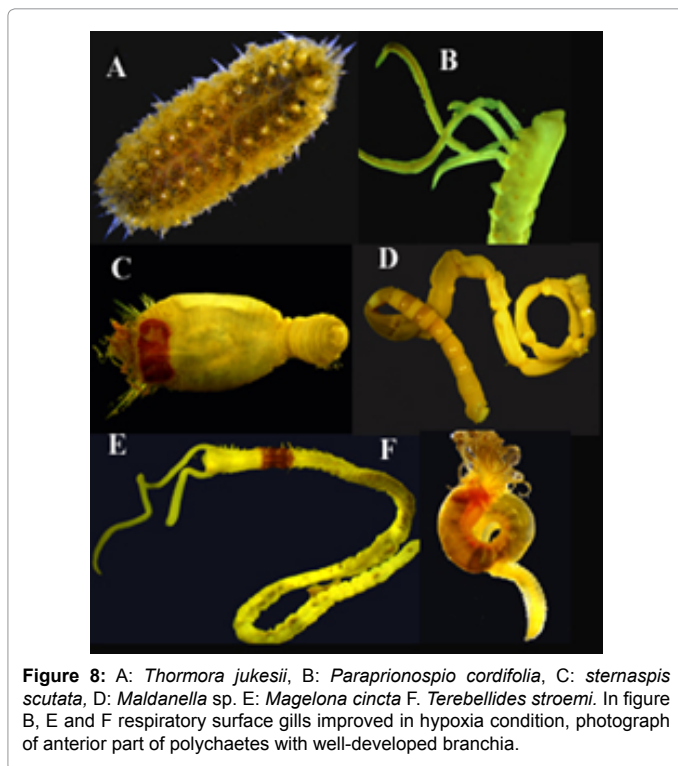 A
B
C
D
E
F
Figure 8: A: Thormora jukesii, B: Paraprionospio cordifolia, C: sternaspis
scutata, D: Maldanella sp. E: Magelona cincta F. Terebellides stroemi. In figure
B, E and F respiratory surface gills improved in hypoxia condition, photograph
of anterior part of polychaetes with well-developed branchia.